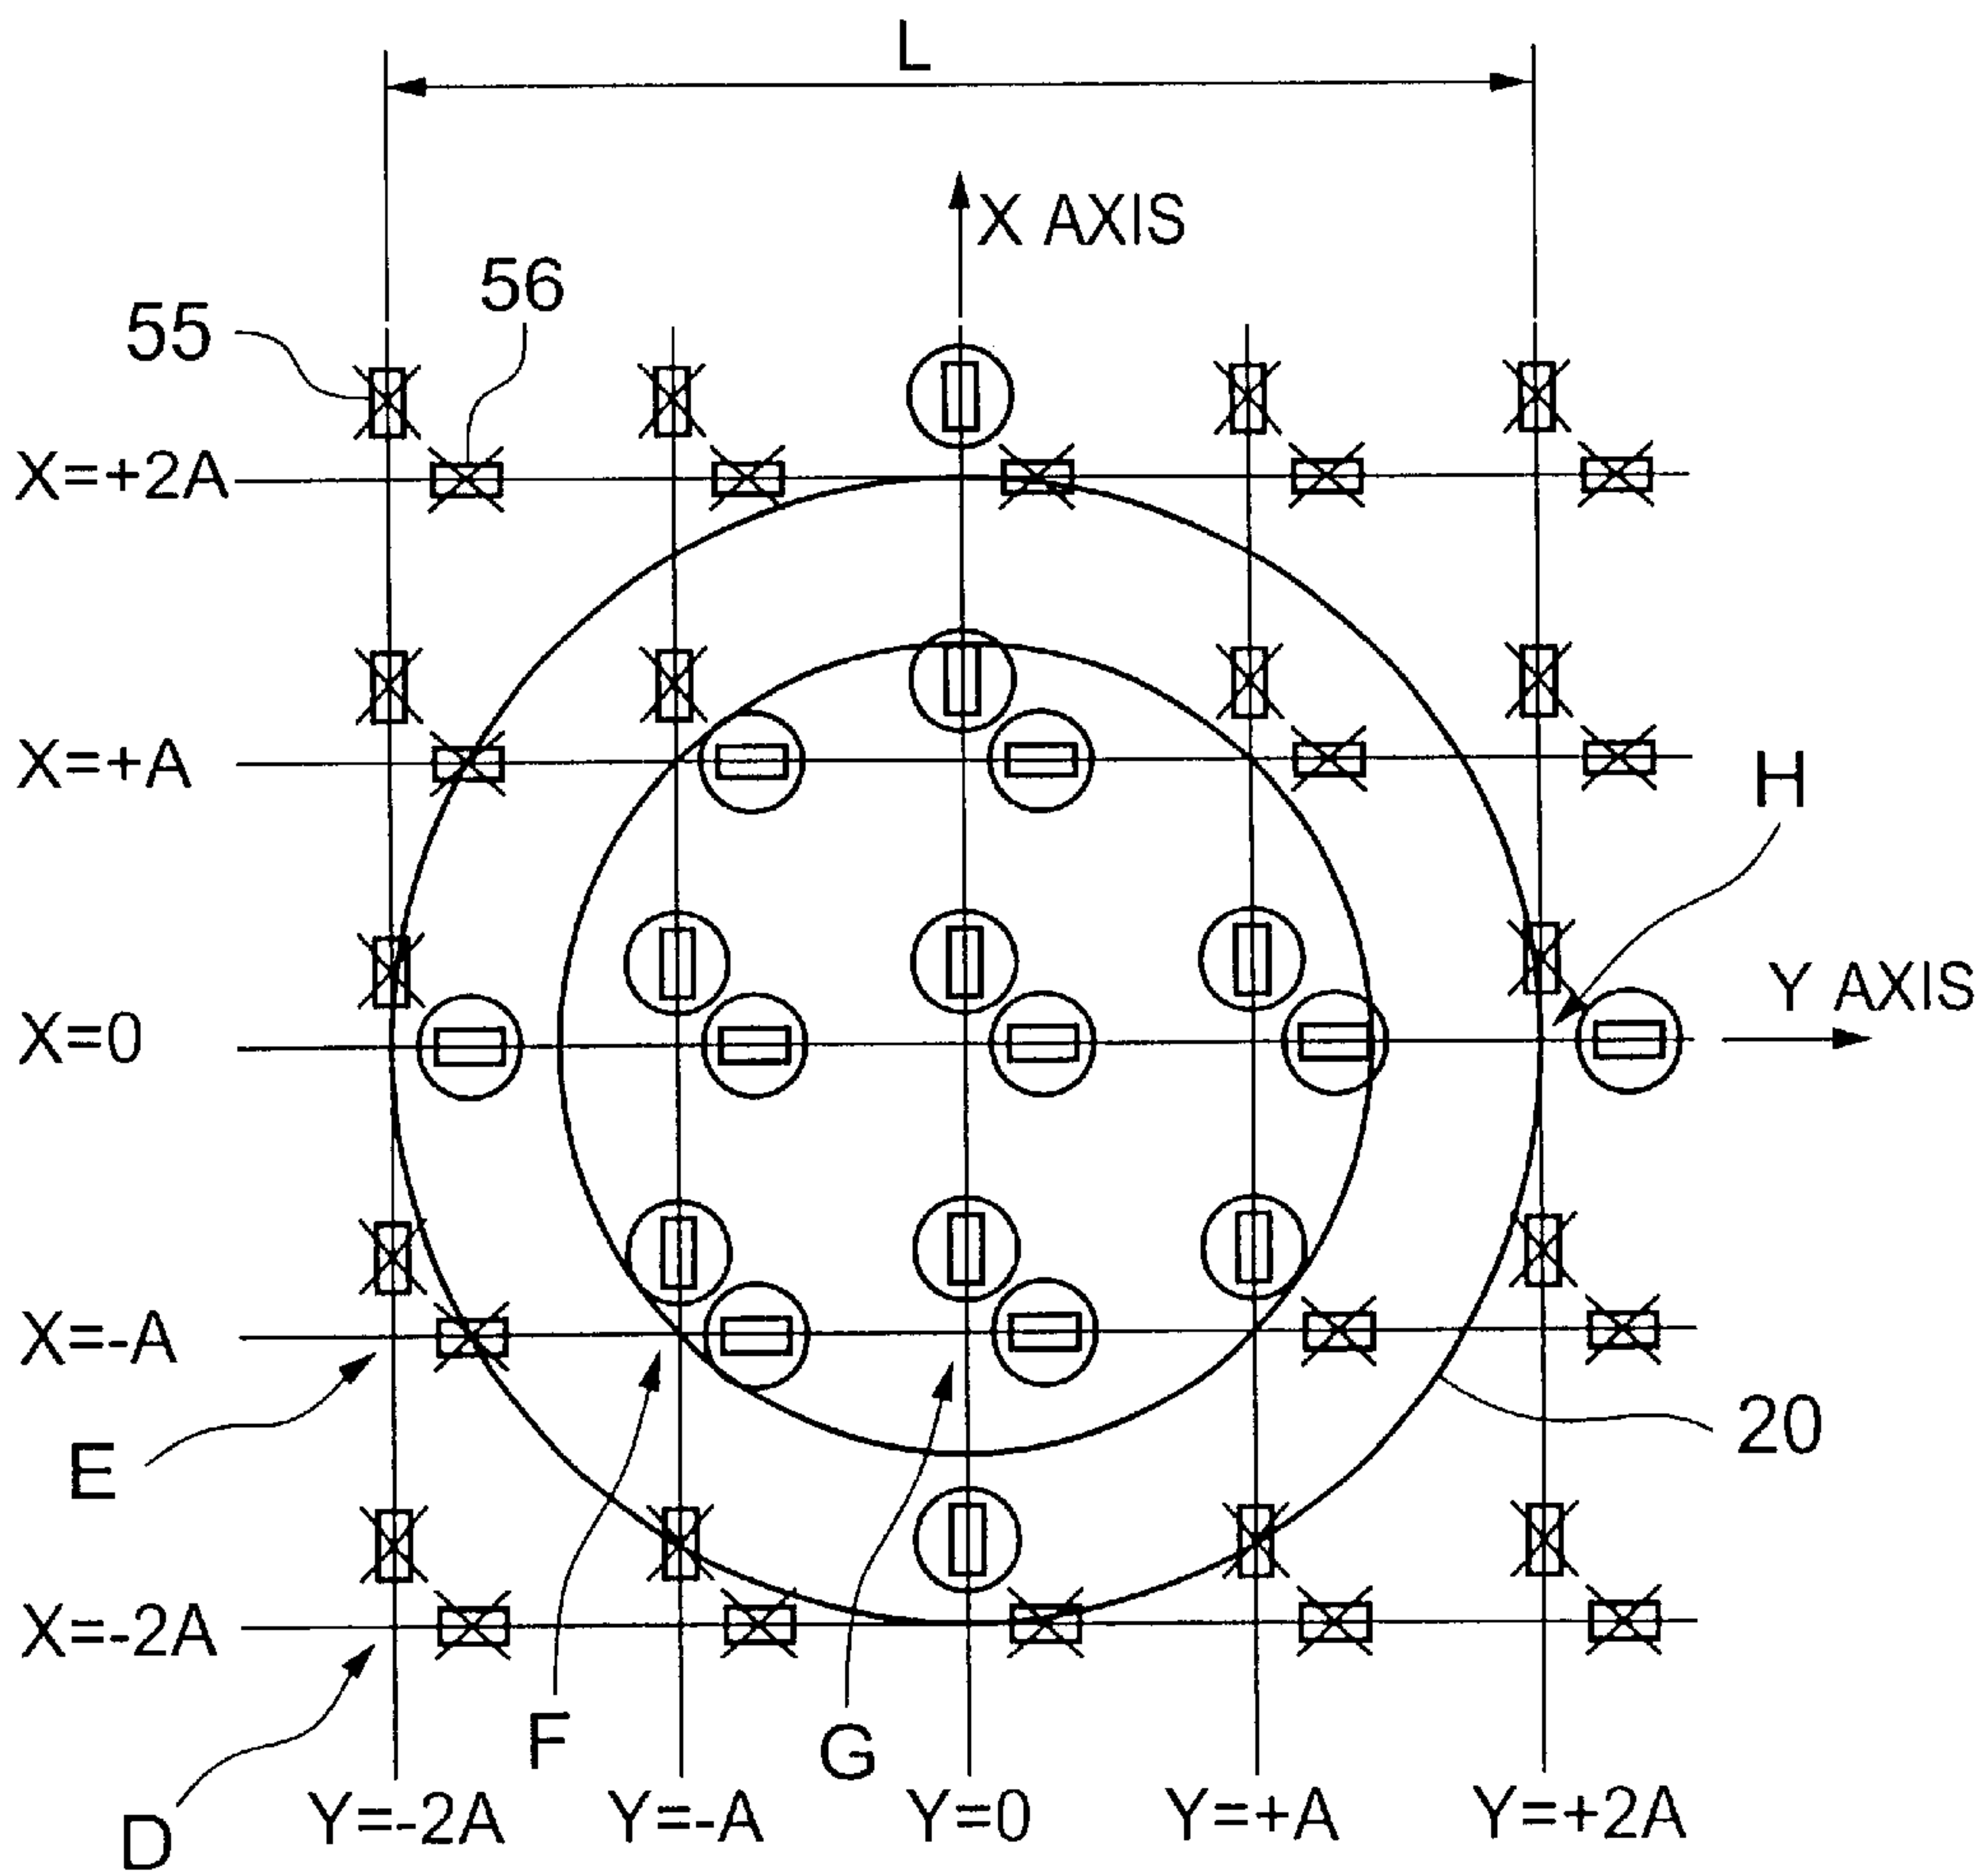 L
X AXIS
56
55
X=+2A
X=+A
H
Y AXIS
X=0
X=-A
20
E
X=-2A
F
G
D
Y=-2A
Y=-A
Y=0
Y=+A
Y=+2A